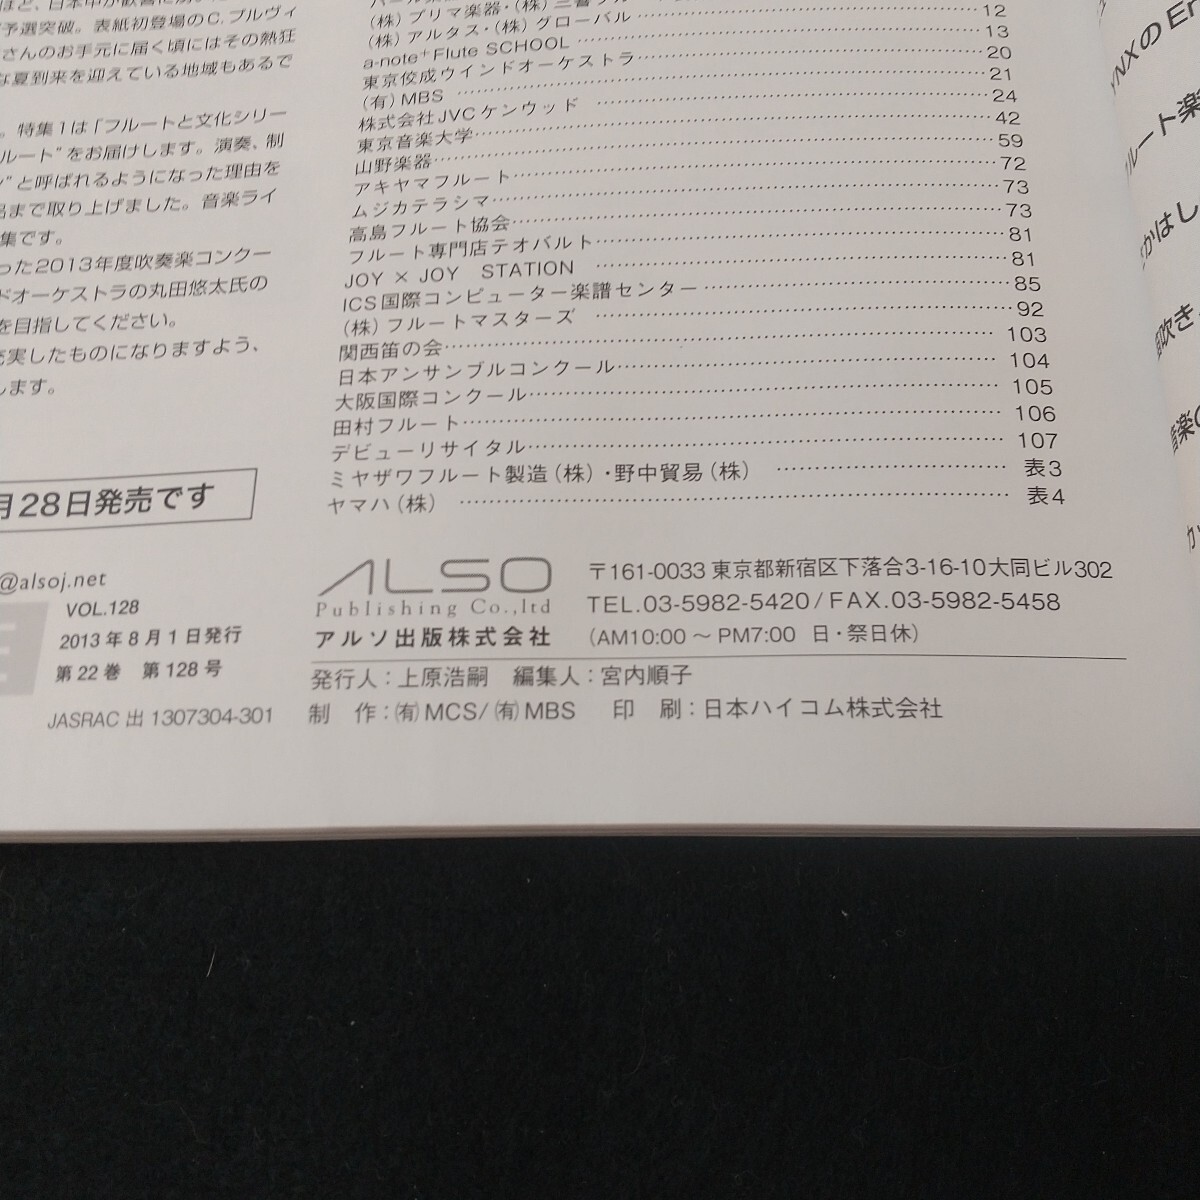 ほど、日本中が歓喜に
予選突破。表紙初登場のC.ブルヴィ
さんのお手元に届く頃にはその熱狂
な夏到来を迎えている地域もあるで
。特集1は「フルートと文化シリー
ルート"をお届けします。演奏、制
"と呼ばれるようになった理由を
品まで取り上げました。音楽ライ
集です。
った2013年度吹奏楽コンクー
ドオーケストラの丸田悠太氏の
を目指してください。
充実したものになりますよう、
します。
月28日発売です
@alsoj.net
VOL.128
2013年8月1日発行
第22巻 第128号
JASRAC 出 1307304-301
(株)プリマ楽器・(株)三響フル 12
(株)アルタス・(株)グローバル 13
a-note+Flute SCHOOL 20
東京佼成ウインドオーケストラ 21
(有)MBS 24
株式会社JVCケンウッド 42
東京音楽大学 59
山野楽器 72
アキヤマフルート 73
ムジカテラシマ 73
高島フルート協会 81
フルート専門店テオバルト 81
JOY × JOY STATION 85
ICS国際コンピューター楽譜センター 92
(株)フルートマスターズ 103
関西笛の会 104
日本アンサンブルコンクール 105
大阪国際コンクール 106
田村フルート 107
デビューリサイタル
ミヤザワフルート製造(株)・野中貿易(株) 表3
ヤマハ(株) 表4
ALSO
Publishing Co.,ltd
アルソ出版株式会社
〒161-0033 東京都新宿区下落合3-16-10大同ビル302
TEL.03-5982-5420/FAX.03-5982-5458
(AM10:00～PM7:00 日・祭日休)
発行人：上原浩嗣 編集人：宮内順子
制 作：㈲MCS/㈲MBS 印 刷：日本ハイコム株式会社
YNXのEn
ルート楽
かはし
吹き
音楽の
カッ